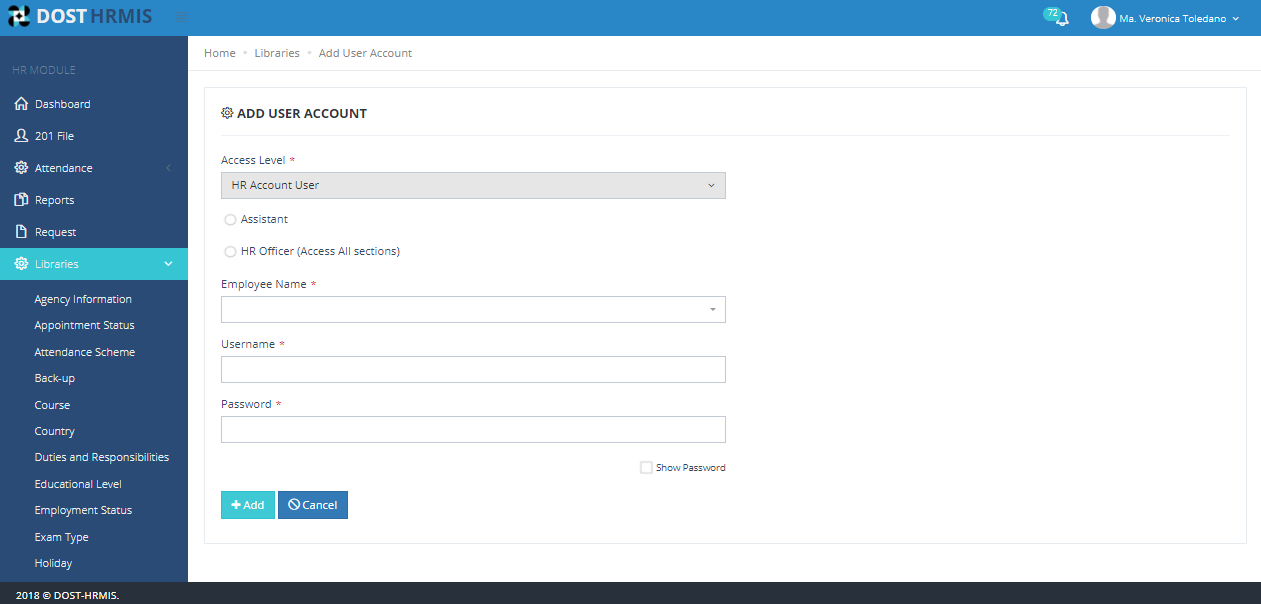 DOST HRMIS
72
Ma. Veronica Toledano
HR MODULE
Dashboard
201 File
Attendance
Reports
Request
Libraries
Agency Information
Appointment Status
Attendance Scheme
Back-up
Course
Country
Duties and Responsibilities
Educational Level
Employment Status
Exam Type
Holiday
Home • Libraries • Add User Account
ADD USER ACCOUNT
Access Level *
HR Account User
Assistant
HR Officer (Access All sections)
Employee Name *
Username *
Password *
Show Password
Add Cancel
2018 © DOST-HRMIS.